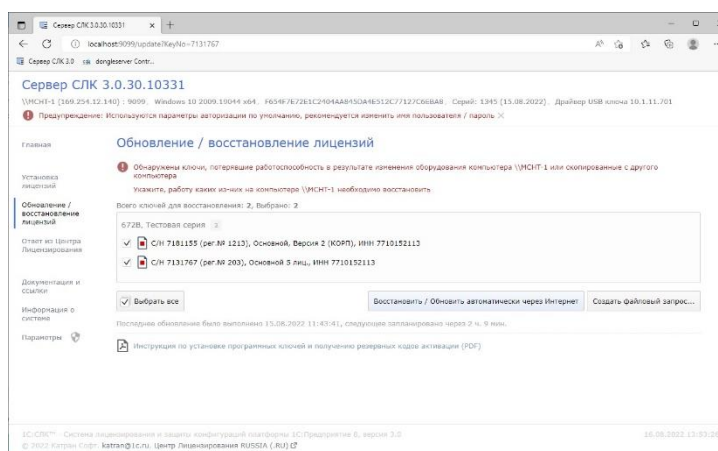 Сервер СЛК 3.0.30.10331
localhost:9099/update?KeyNo=7131767
Сервер СЛК 3.0
dongleserver Contr...
Сервер СЛК 3.0.30.10331
\\МСНТ-1 [169.254.12.140] : 9099, Windows 10 2009.19044 x64, Серий: 1345 [15.08.2022], Драйвер USB ключа 10.1.11.701
Предупреждение: Используются параметры авторизации по умолчанию, рекомендуется изменить имя пользователя / пароль
Главная
Установка лицензий
Обновление / восстановление лицензий
Ответ из Центра Лицензирования
Документация и ссылки
Информация о системе
Параметры
Обновление / восстановление лицензий
Обнаружены ключи, потерявшие работоспособность в результате изменения оборудования компьютера \\МСНТ-1 или скопированные с другого
компьютера
Укажите, работу каких из-них на компьютере \\МСНТ-1 необходимо восстановить
Всего ключей для восстановления: 2, Выбрано: 2
672B, Тестовая серия 2
С/Н 7181155 (рег.№ 1213), Основной, Версия 2 (КОРП), ИНН 7710152113
С/Н 7131767 (рег.№ 203), Основной 5 лиц., ИНН 7710152113
Выбрать все
Восстановить / Обновить автоматически через Интернет
Создать файловый запрос...
Последнее обновление было выполнено 15.08.2022 11:43:41, следующее запланировано через 2 ч. 9 мин.
Инструкция по установке программных ключей и получению резервных кодов активации (PDF)
1С-СЛК™ - Система лицензирования и защиты конфигураций платформы 1С:Предприятие 8, версия 3.0
© 2022 Катран Софт. katran@1c.ru. Центр Лицензирования RUSSIA (.RU)